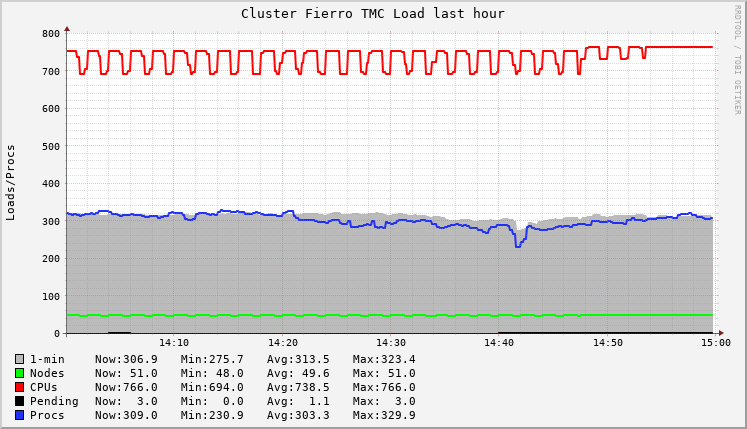 Cluster Fierro TMC Load last hour
RRDTOOL / TOBI OETIKER
Loads/Procs
800
700
600
500
400
300
200
100
0
14:10 14:20 14:30 14:40 14:50 15:00
1-min Now:306.9 Min:275.7 Avg:313.5 Max:323.4
Nodes Now: 51.0 Min: 48.0 Avg: 49.6 Max: 51.0
CPUs Now:766.0 Min:694.0 Avg:738.5 Max:766.0
Pending Now: 3.0 Min: 0.0 Avg: 1.1 Max: 3.0
Procs Now:309.0 Min:230.9 Avg:303.3 Max:329.9